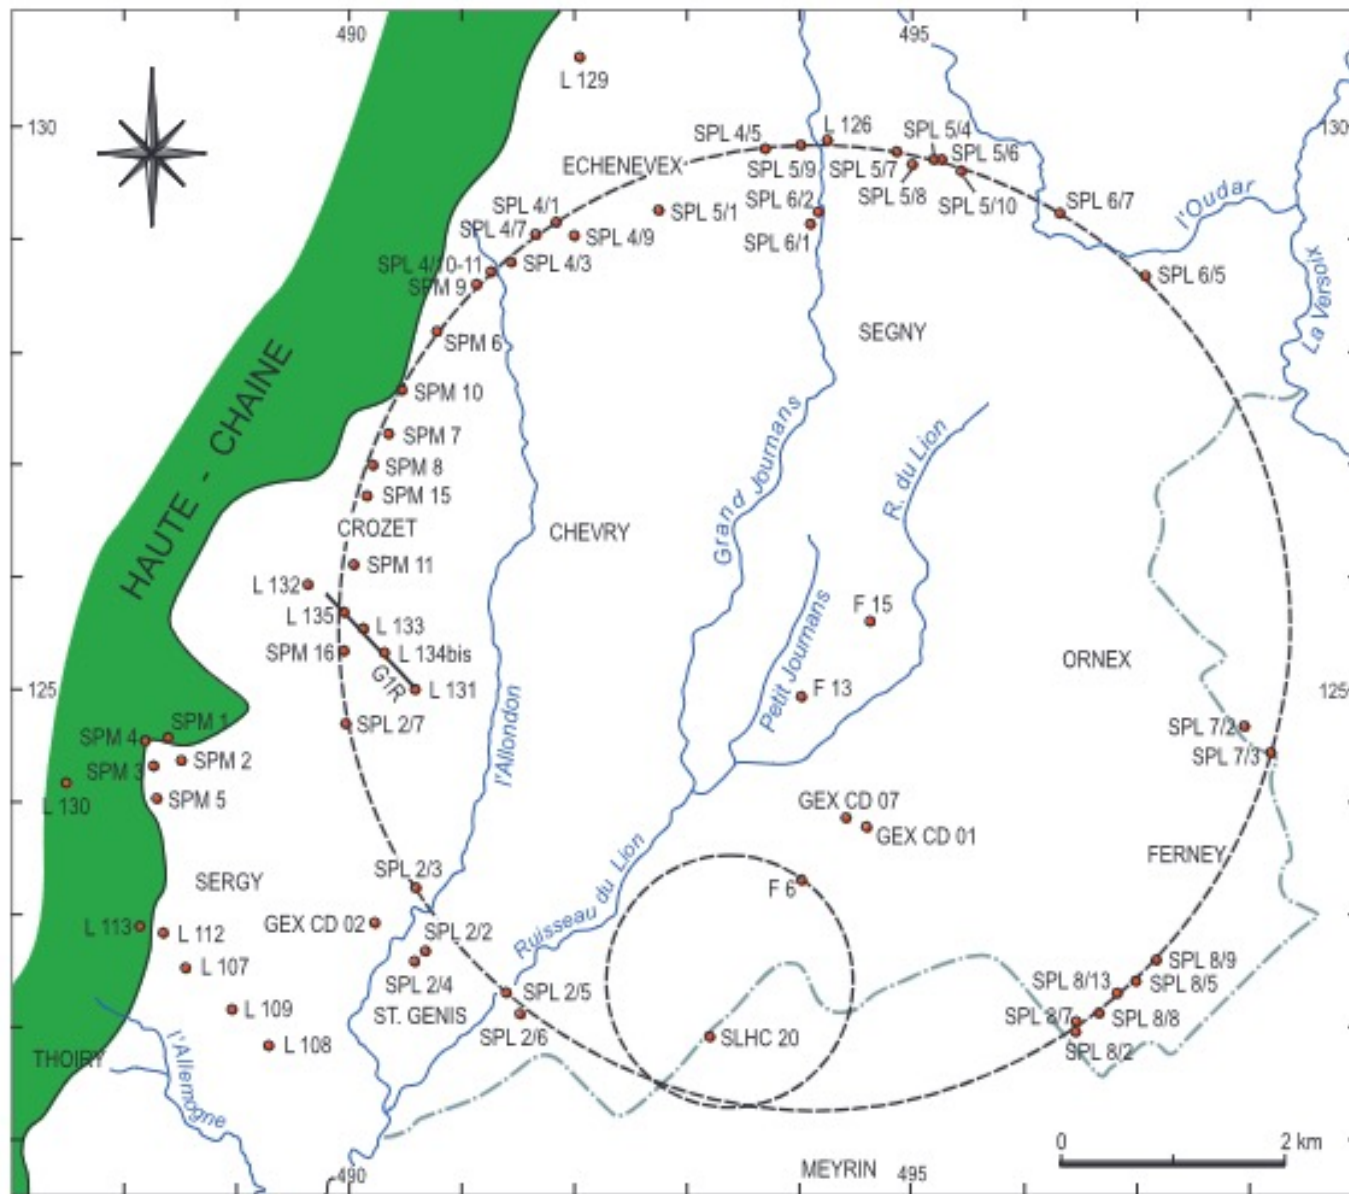 490
495
L 129
130
130
L 126
SPL 4/5
SPL 5/4
SPL 5/6
ECHENEVEX
SPL 5/9
SPL 5/7
SPL 5/8
SPL 5/10
SPL 4/1
SPL 5/1
SPL 6/2
SPL 6/7
l'Oudar
SPL 4/7
SPL 4/9
SPL 6/1
SPL 4/10-11
SPL 4/3
SPL 6/5
SPM 9
La Versoix
SPM 6
SEGNY
HAUTE - CHAINE
SPM 10
SPM 7
Grand Journans
R. du Lion
SPM 8
SPM 15
CROZET
CHEVRY
SPM 11
L 132
L 135
L 133
F 15
Petit Journans
SPM 16
L 134bis
ORNEX
G1R
L 131
F 13
125
125
SPM 1
SPL 2/7
l'Allondon
SPL 7/2
SPM 4
SPM 2
SPL 7/3
SPM 3
L 130
SPM 5
GEX CD 07
GEX CD 01
FERNEY
SPL 2/3
SERGY
F 6
Ruisseau du Lion
GEX CD 02
L 113
L 112
SPL 2/2
L 107
SPL 2/4
SPL 8/9
SPL 8/13
SPL 8/5
SPL 2/5
L 109
ST. GENIS
SPL 8/7
SPL 8/8
SPL 2/6
SLHC 20
L 108
SPL 8/2
THOIRY
l'Allemogne
0
2 km
MEYRIN
490
495